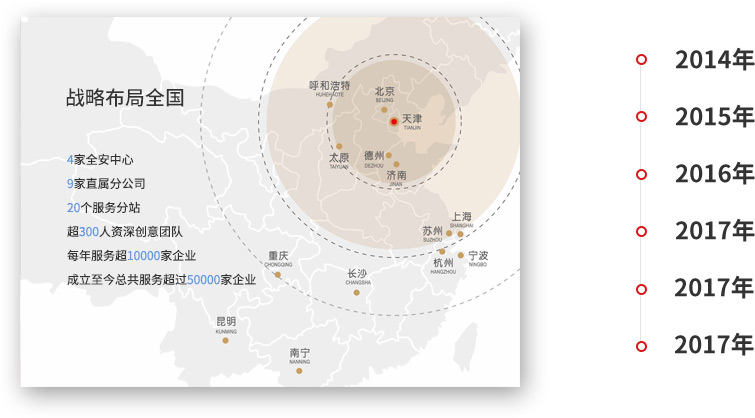 战略布局全国
4家全安中心
9家直属分公司
20个服务分站
超300人资深创意团队
每年服务超10000家企业
成立至今总共服务超过50000家企业
呼和浩特
HUHEHAOTE
北京
BEIJING
天津
TIANJIN
太原
TAIYUAN
德州
DEZHOU
济南
JINAN
上海
SHANGHAI
苏州
SUZHOU
杭州
HANGZHOU
宁波
NINGBO
重庆
CHONGQING
长沙
CHANGSHA
昆明
KUNMING
南宁
NANNING
2014年
2015年
2016年
2017年
2017年
2017年